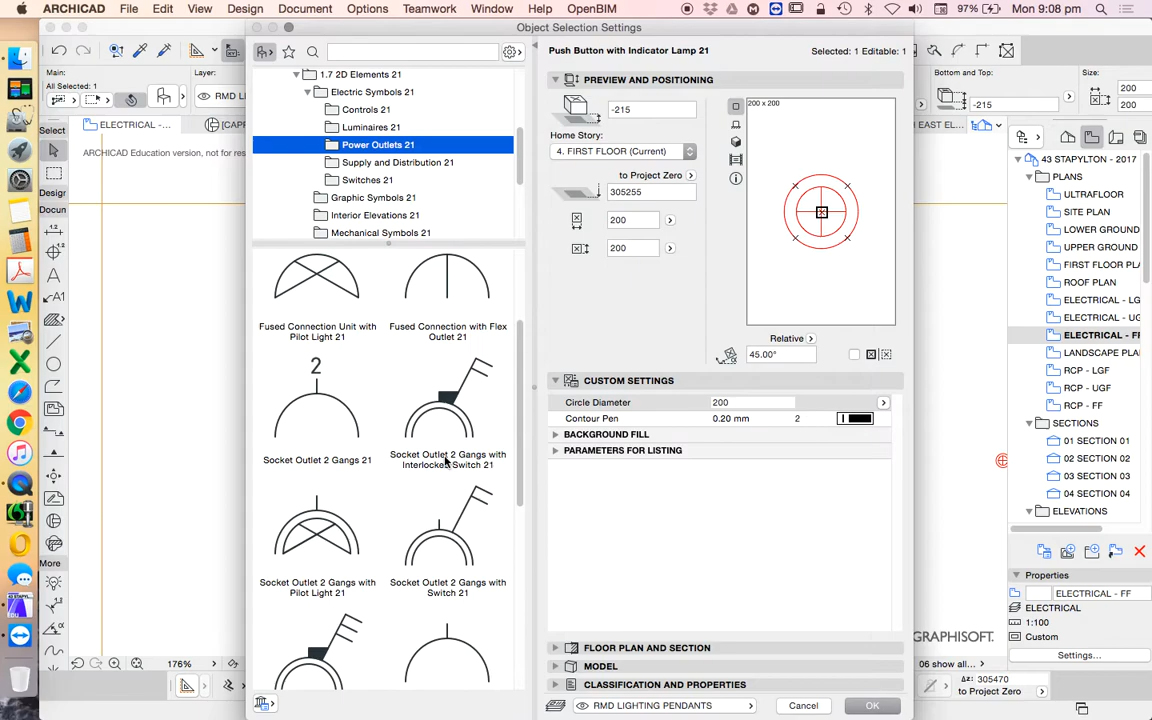 ARCHICAD File Edit View Design Document Options Teamwork Window Help OpenBIM 97% Mon 9:08 pm
Object Selection Settings
Main:
All Selected: 1
Layer:
RMD L
Push Button with Indicator Lamp 21
Selected: 1 Editable: 1
Bottom and Top:
-215
Size:
200
200
Select
Desigr
Docun
More
ELECTRICAL -...
[CAPF
ARCHICAD Education version, not for res
1.7 2D Elements 21
Electric Symbols 21
Controls 21
Luminaires 21
Power Outlets 21
Supply and Distribution 21
Switches 21
Graphic Symbols 21
Interior Elevations 21
Mechanical Symbols 21
Fused Connection Unit with
Pilot Light 21
Fused Connection with Flex
Outlet 21
2
Socket Outlet 2 Gangs 21
Socket Outlet 2 Gangs with
Interlocked Switch 21
Socket Outlet 2 Gangs with
Pilot Light 21
Socket Outlet 2 Gangs with
Switch 21
PREVIEW AND POSITIONING
-215
Home Story:
4. FIRST FLOOR (Current)
to Project Zero
305255
200
200
200 x 200
Relative
45.00°
CUSTOM SETTINGS
Circle Diameter 200
Contour Pen 0.20 mm 2
BACKGROUND FILL
PARAMETERS FOR LISTING
FLOOR PLAN AND SECTION
MODEL
CLASSIFICATION AND PROPERTIES
RMD LIGHTING PENDANTS
Cancel
OK
EAST ELEV
43 STAPYLTON - 2017
PLANS
ULTRAFLOOR
SITE PLAN
LOWER GROUND
UPPER GROUND
FIRST FLOOR PLA
ROOF PLAN
ELECTRICAL - LG
ELECTRICAL - UG
ELECTRICAL - FF
LANDSCAPE PLA
RCP - LGF
RCP - UGF
RCP - FF
SECTIONS
01 SECTION 01
02 SECTION 02
03 SECTION 03
04 SECTION 04
ELEVATIONS
Properties
ELECTRICAL - FF
ELECTRICAL
1:100
Custom
Settings...
RAPHISOFT.
176%
06 show all...
Δz: 305470
to Project Zero